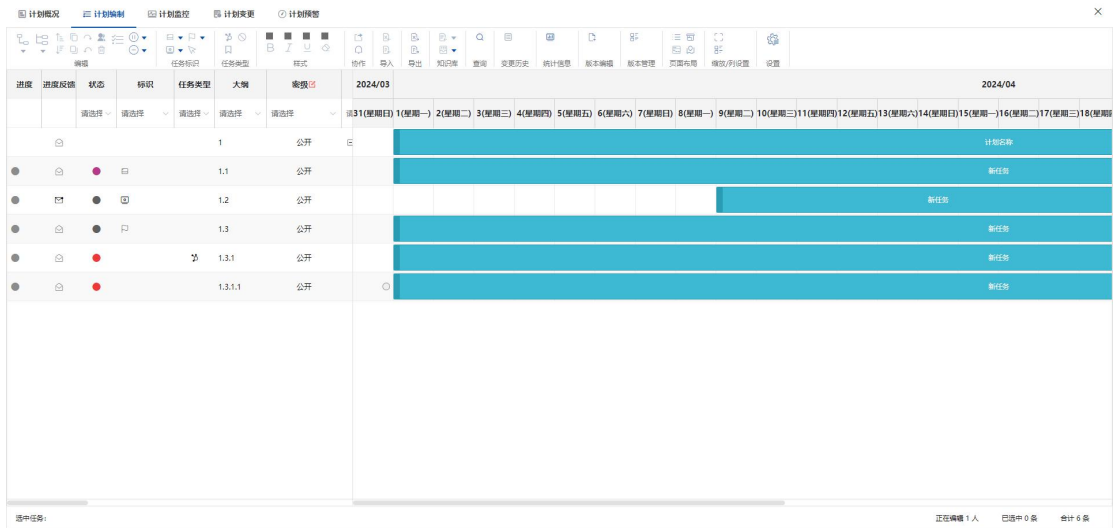 计划概况 计划编制 计划监控 计划变更 计划预警
编辑 任务标识 任务类型 样式 协作 导入 导出 知识库 查询 变更历史 统计信息 版本编辑 版本管理 页面布局 缩放/列设置 设置
B I U
进度 进度反馈 状态 标识 任务类型 大纲 密级 2024/03 2024/04
请选择 请选择 请选择 请选择 请选择 31(星期日) 1(星期一) 2(星期二) 3(星期三) 4(星期四) 5(星期五) 6(星期六) 7(星期日) 8(星期一) 9(星期二) 10(星期三) 11(星期四) 12(星期五) 13(星期六) 14(星期日) 15(星期一) 16(星期二) 17(星期三) 18(星期
1 公开 计划名称
1.1 公开 新任务
1.2 公开 新任务
1.3 公开 新任务
1.3.1 公开 新任务
1.3.1.1 公开 新任务
选中任务: 正在编辑 1 人 已选中 0 条 合计 6 条